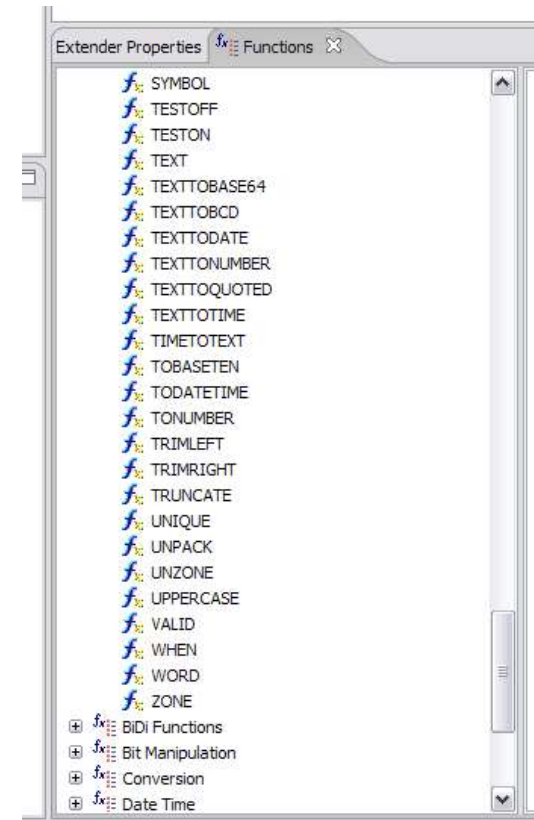 Extender Properties Functions
SYMBOL
TESTOFF
TESTON
TEXT
TEXTTOBASE64
TEXTTOBCD
TEXTTODATE
TEXTTONUMBER
TEXTTOQUOTED
TEXTTOTIME
TIMETOTEXT
TOBASETEN
TODATETIME
TONUMBER
TRIMLEFT
TRIMRIGHT
TRUNCATE
UNIQUE
UNPACK
UNZONE
UPPERCASE
VALID
WHEN
WORD
ZONE
BiDi Functions
Bit Manipulation
Conversion
Date Time